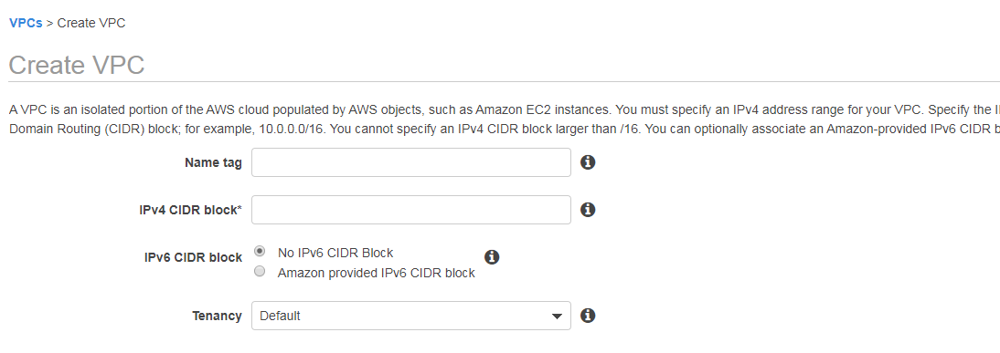 VPCs > Create VPC
Create VPC
A VPC is an isolated portion of the AWS cloud populated by AWS objects, such as Amazon EC2 instances. You must specify an IPv4 address range for your VPC. Specify the
Domain Routing (CIDR) block; for example, 10.0.0.0/16. You cannot specify an IPv4 CIDR block larger than /16. You can optionally associate an Amazon-provided IPv6 CIDR
Name tag
IPv4 CIDR block*
IPv6 CIDR block
No IPv6 CIDR Block
Amazon provided IPv6 CIDR block
Tenancy
Default